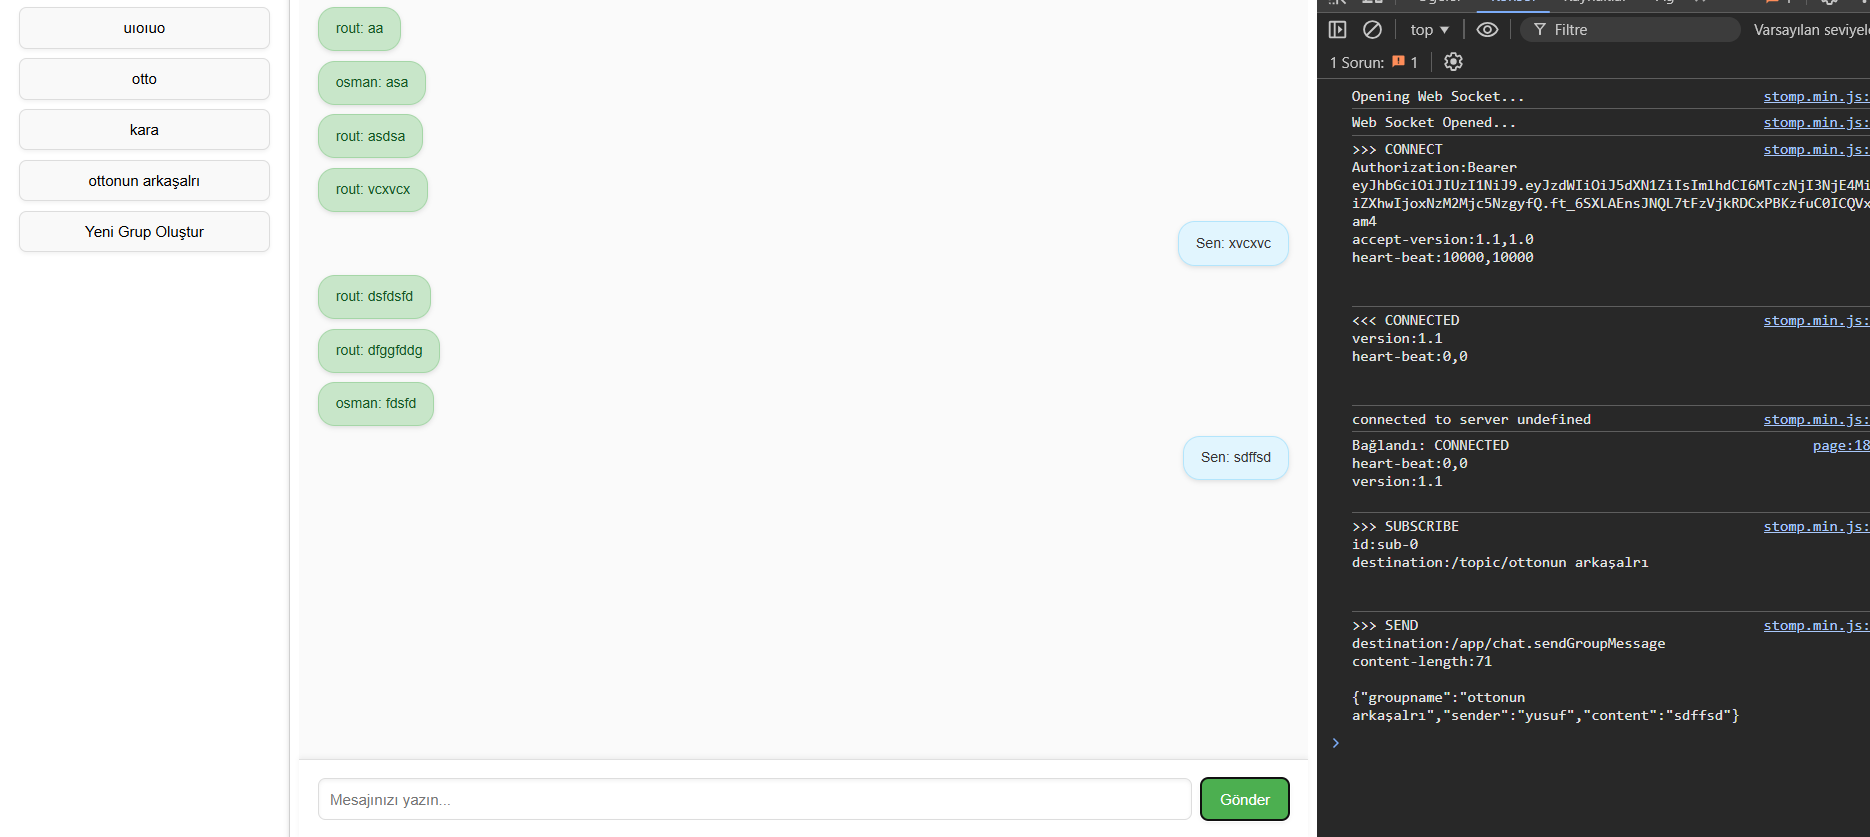 uıoıuo
otto
kara
ottonun arkaşalrı
Yeni Grup Oluştur
rout: aa
osman: asa
rout: asdsa
rout: vcxvcx
Sen: xvcxvc
rout: dsfdsfd
rout: dfggfddg
osman: fdsfd
Sen: sdffsd
Mesajınızı yazın...
Gönder
top
Filtre
Varsayılan seviyele
1 Sorun: 1
Opening Web Socket... stomp.min.js:
Web Socket Opened... stomp.min.js:
>>> CONNECT stomp.min.js:
Authorization:Bearer
eyJhbGciOiJIUzI1NiJ9.eyJzdWIiOiJ5dXN1ZiIsImlhdCI6MTczNjI3NjE4Mi
iZXhwIjoxNzM2Mjc5NzgyfQ.ft_6SXLAEnsJNQL7tFzVjkRDCxPBKzfuC0ICQVx
am4
accept-version:1.1,1.0
heart-beat:10000,10000
<<< CONNECTED stomp.min.js:
version:1.1
heart-beat:0,0
connected to server undefined stomp.min.js:
Bağlandı: CONNECTED page:18
heart-beat:0,0
version:1.1
>>> SUBSCRIBE stomp.min.js:
id:sub-0
destination:/topic/ottonun arkaşalrı
>>> SEND stomp.min.js:
destination:/app/chat.sendGroupMessage
content-length:71
{"groupname":"ottonun
arkaşalrı","sender":"yusuf","content":"sdffsd"}